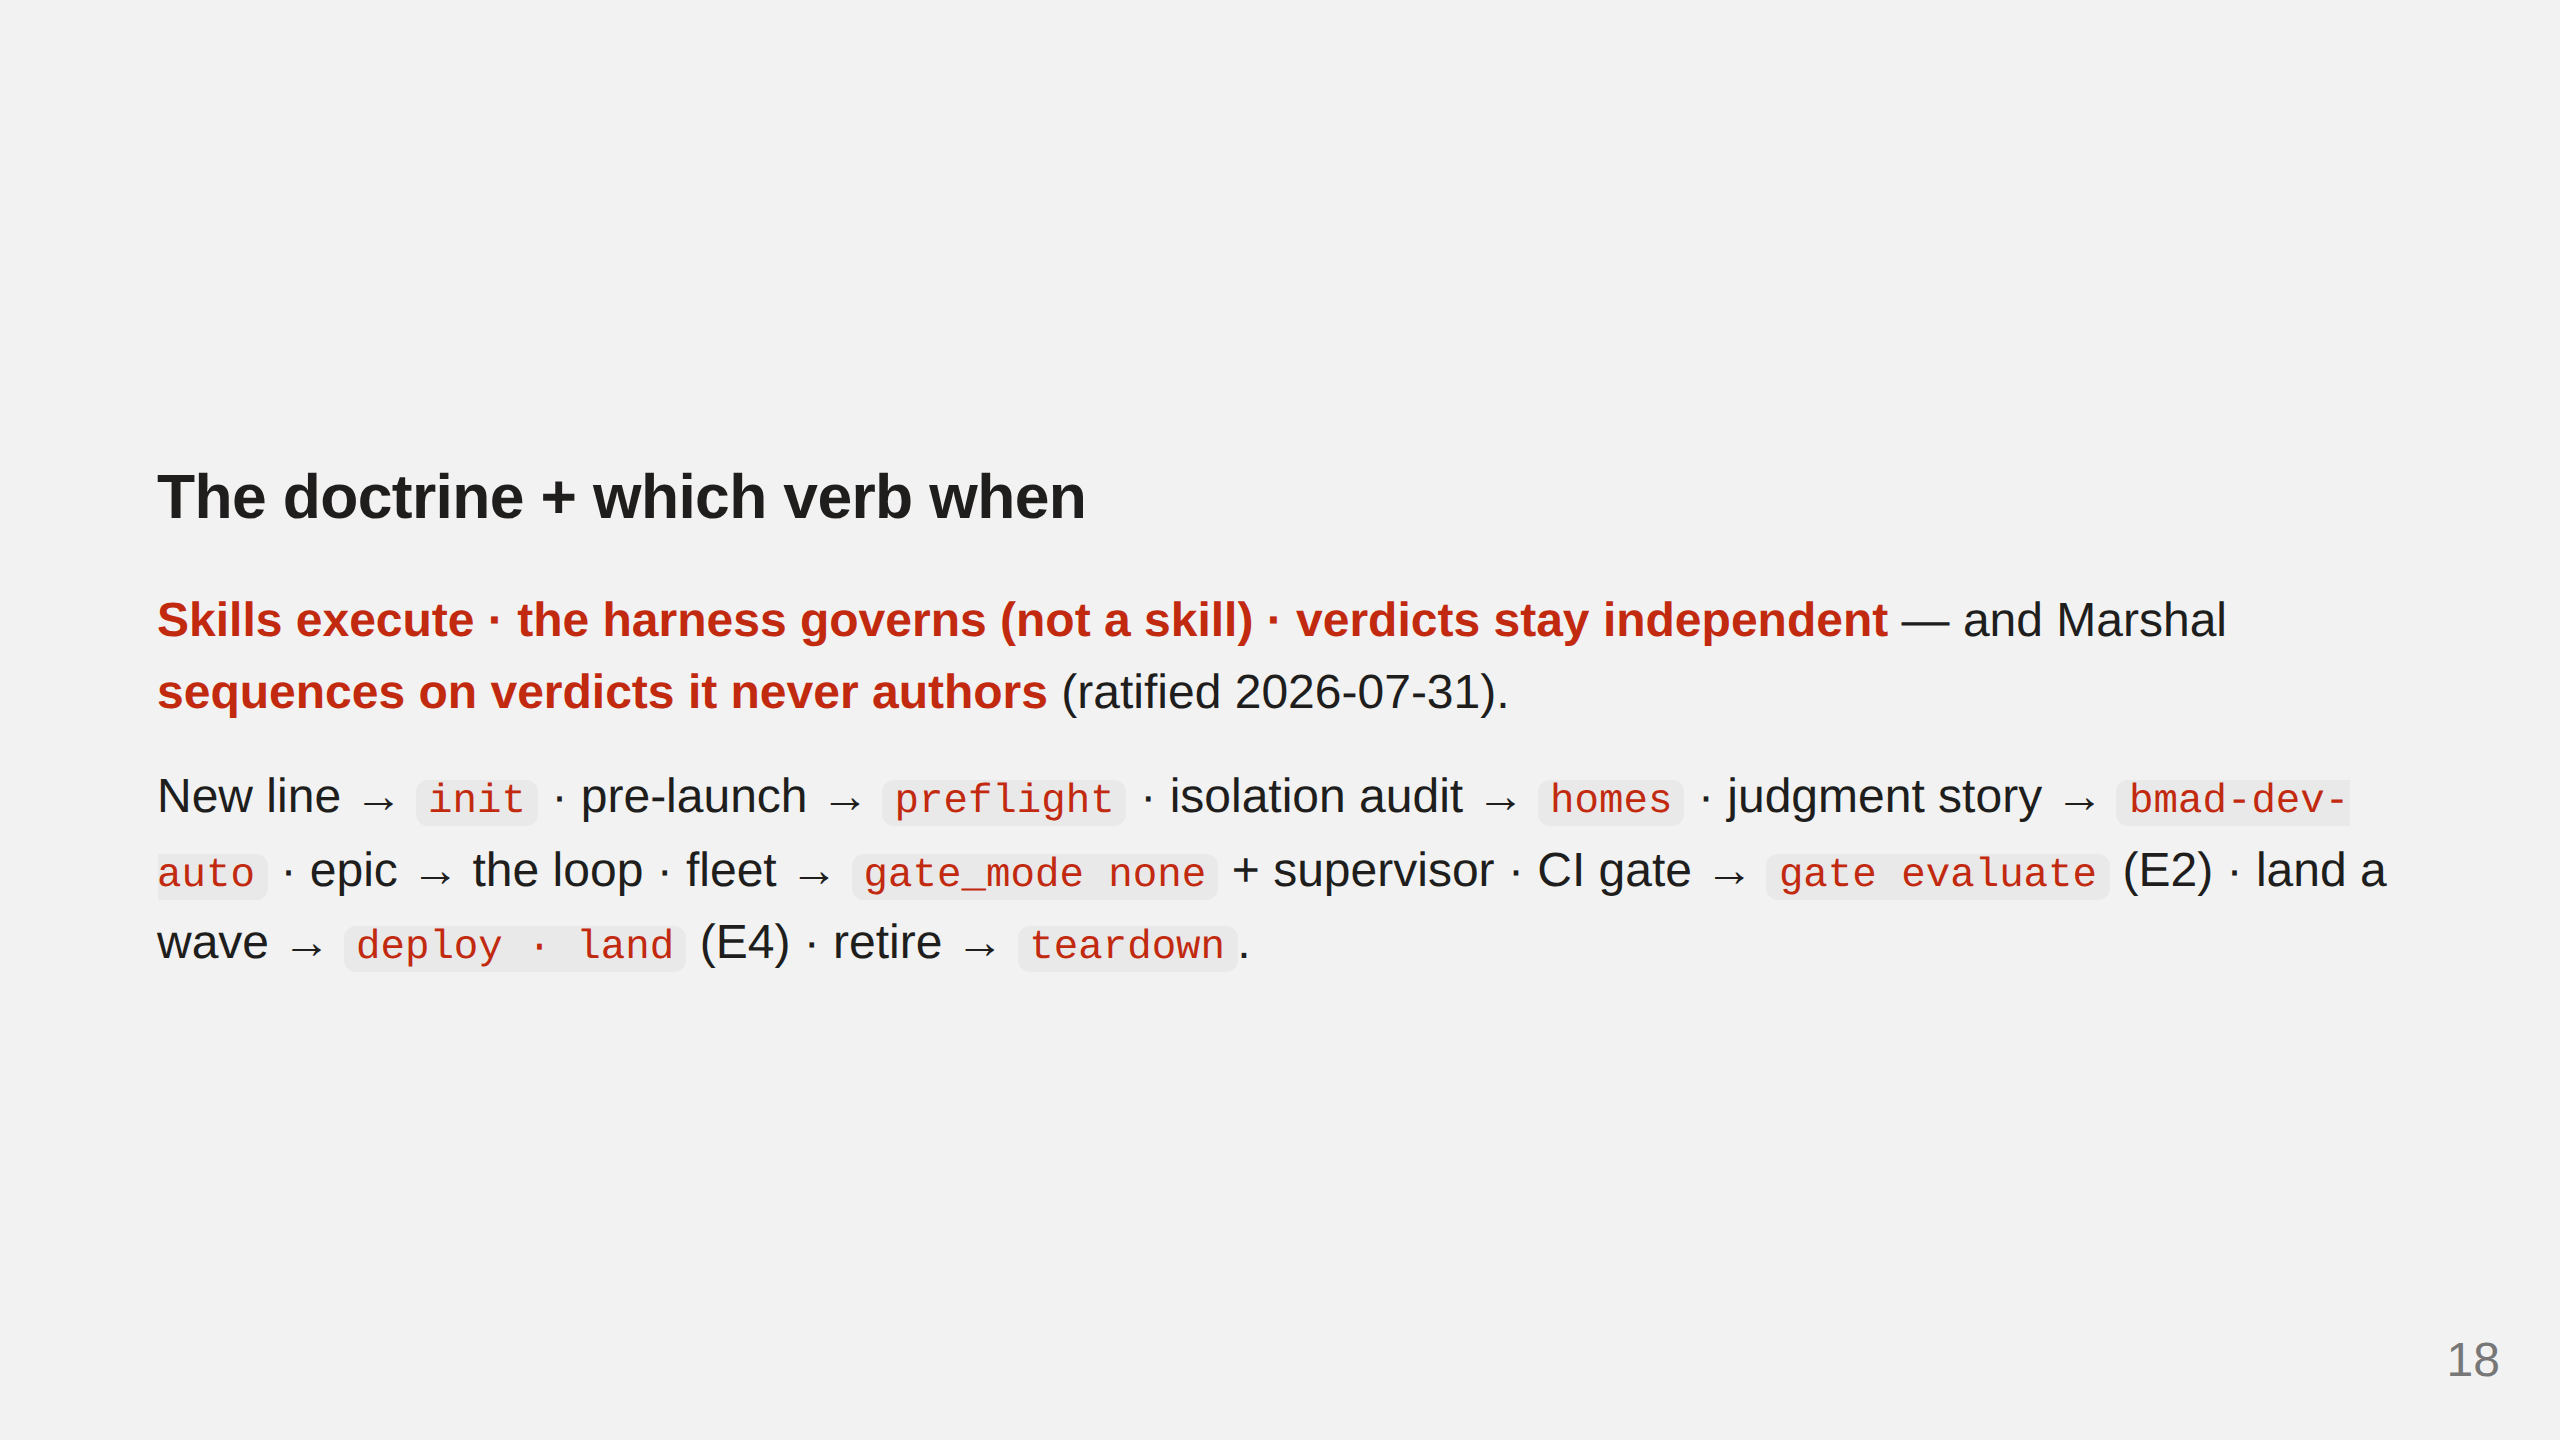 The doctrine + which verb when
Skills execute · the harness governs (not a skill) · verdicts stay independent — and Marshal
sequences on verdicts it never authors (ratified 2026-07-31).
New line → init · pre-launch → preflight · isolation audit → homes · judgment story → bmad-dev-
auto · epic → the loop · fleet → gate_mode none + supervisor · CI gate → gate evaluate (E2) · land a
wave → deploy · land (E4) · retire → teardown.
18